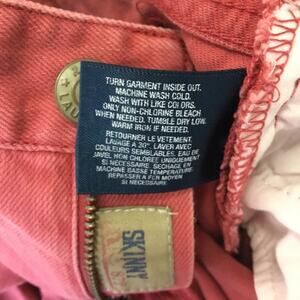 TURN GARMENT INSIDE OUT.
MACHINE WASH COLD.
WASH WITH LIKE COLORS.
ONLY NON-CHLORINE BLEACH
WHEN NEEDED. TUMBLE DRY LOW.
WARM IRON IF NEEDED.
RETOURNER LE VETEMENT.
LAVAGE A 30°. LAVER AVEC
COULEURS SEMBLABLES. EAU DE
JAVEL NON CHLOREE UNIQUEMENT
SI NECESSAIRE. SECHAGE EN
MACHINE BASSE TEMPERATURE.
REPASSER A FER MOYEN
SI NECESSAIRE.
SKINNY